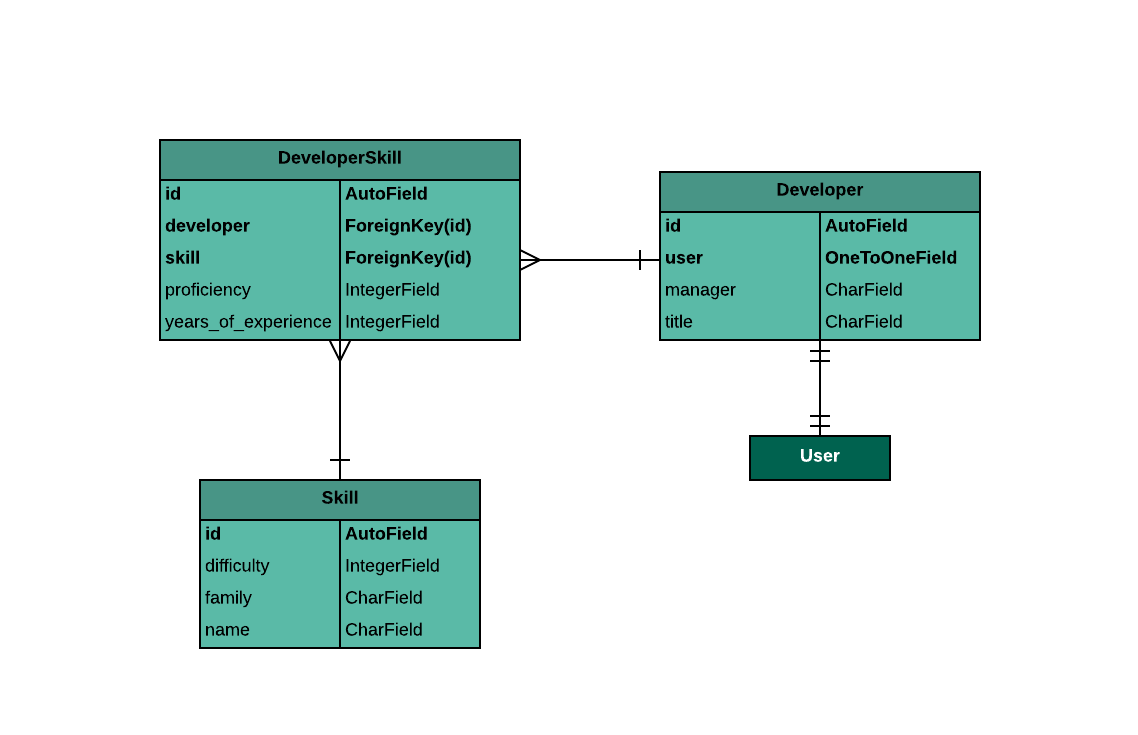 DeveloperSkill
id AutoField
developer ForeignKey(id)
skill ForeignKey(id)
proficiency IntegerField
years_of_experience IntegerField
Developer
id AutoField
user OneToOneField
manager CharField
title CharField
User
Skill
id AutoField
difficulty IntegerField
family CharField
name CharField